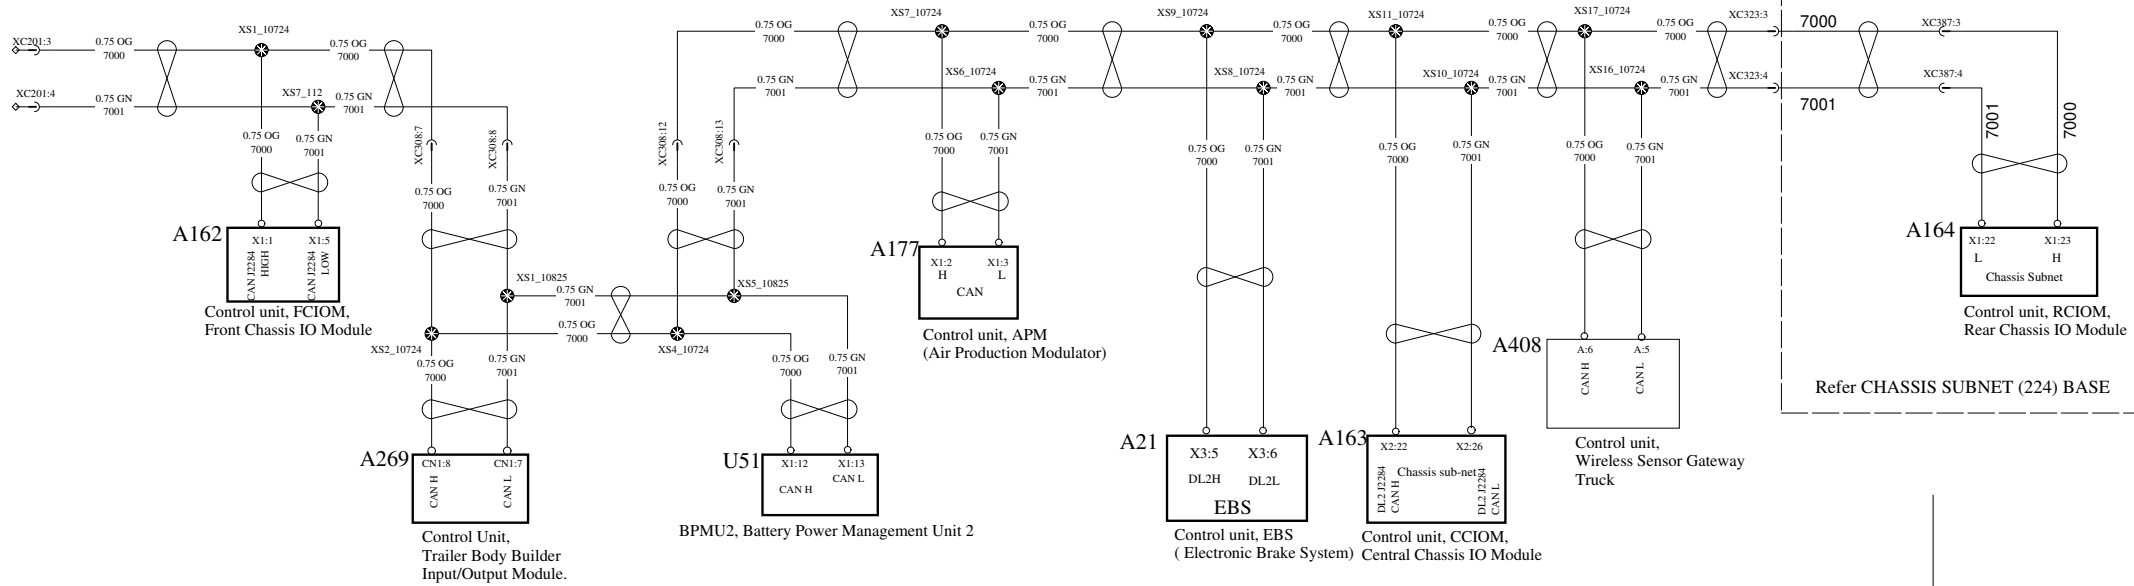 XC201:3
0.75 OG
7000
XS1_10724
0.75 OG
7000
XC201:4
0.75 GN
7001
XS7_112
0.75 GN
7001
0.75 OG
7000
0.75 GN
7001
XC308:7
XC308:8
A162
X1:1
X1:5
CAN J2284
HIGH
CAN J2284
LOW
Control unit, FCIOM,
Front Chassis IO Module
0.75 OG
7000
0.75 GN
7001
XS1_10825
0.75 GN
7001
XS5_10825
0.75 OG
7000
XS2_10724
XS4_10724
0.75 OG
7000
0.75 GN
7001
A269
CN1:8
CN1:7
CAN H
CAN L
Control Unit,
Trailer Body Builder
Input/Output Module.
XC308:12
XC308:13
0.75 OG
7000
0.75 GN
7001
0.75 OG
7000
0.75 GN
7001
U51
X1:12
X1:13
CAN H
CAN L
BPMU2, Battery Power Management Unit 2
0.75 OG
7000
XS7_10724
0.75 OG
7000
XS9_10724
0.75 OG
7000
XS11_10724
0.75 OG
7000
XS17_10724
0.75 OG
7000
XC323:3
7000
XC387:3
0.75 GN
7001
XS6_10724
0.75 GN
7001
XS8_10724
0.75 GN
7001
XS10_10724
0.75 GN
7001
XS16_10724
0.75 GN
7001
XC323:4
7001
XC387:4
0.75 OG
7000
0.75 GN
7001
A177
X1:2
H
X1:3
L
CAN
Control unit, APM
(Air Production Modulator)
0.75 OG
7000
0.75 GN
7001
A21
X3:5
X3:6
DL2H
DL2L
EBS
Control unit, EBS
( Electronic Brake System)
0.75 OG
7000
0.75 GN
7001
A163
X2:22
X2:26
Chassis sub-net
DL2 J2284
CAN H
DL2 J2284
CAN L
Control unit, CCIOM,
Central Chassis IO Module
0.75 OG
7000
0.75 GN
7001
A408
A:6
A:5
CAN H
CAN L
Control unit,
Wireless Sensor Gateway
Truck
7001
7000
A164
X1:22
X1:23
L
H
Chassis Subnet
Control unit, RCIOM,
Rear Chassis IO Module
Refer CHASSIS SUBNET (224) BASE